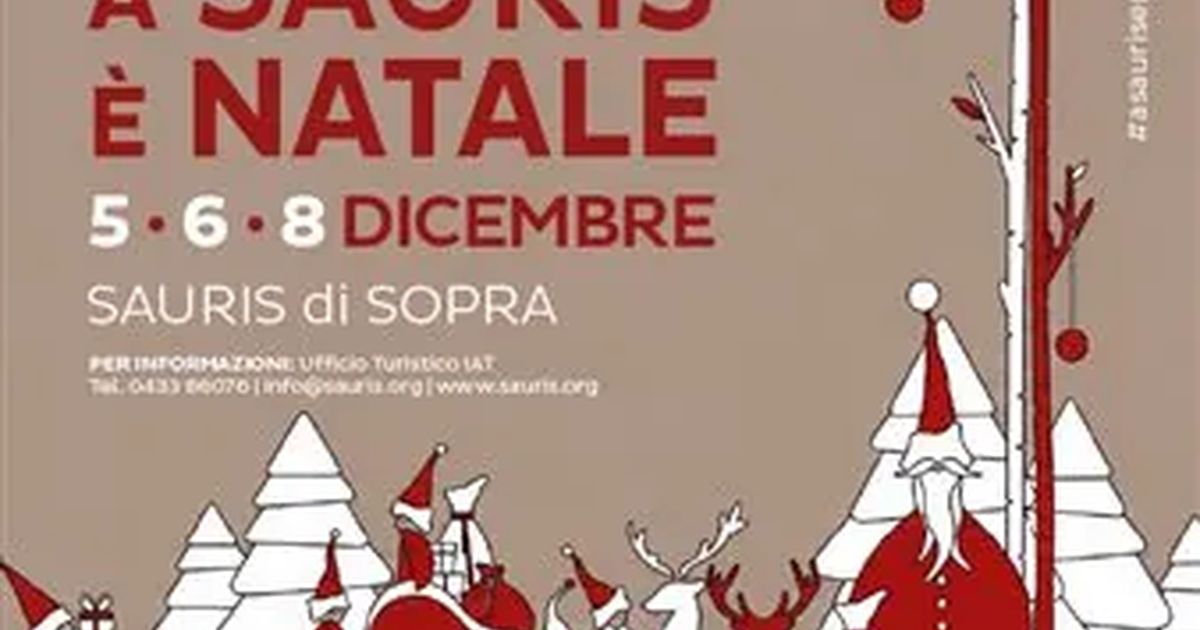 A SAURIS
È NATALE
5 • 6 • 8 DICEMBRE
SAURIS di SOPRA
PER INFORMAZIONI: Ufficio Turistico IAT
Tel. 0433 86076 | info@sauris.org | www.sauris.org